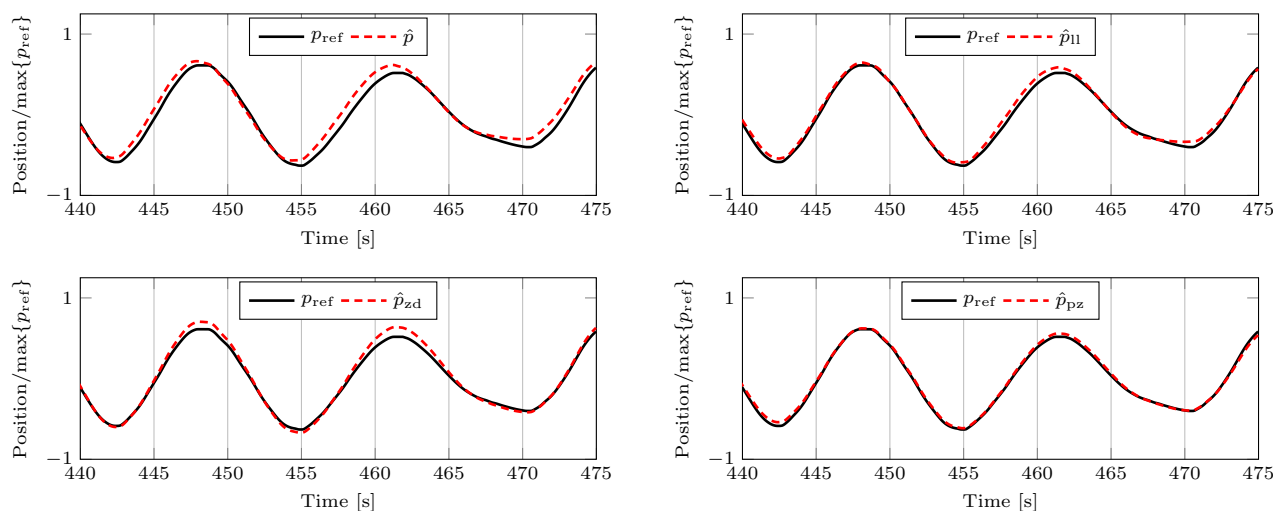 p_ref p̂
1
−1
Position/max{p_ref}
440 445 450 455 460 465 470 475
Time [s]
p_ref p̂_ll
1
−1
Position/max{p_ref}
440 445 450 455 460 465 470 475
Time [s]
p_ref p̂_zd
1
−1
Position/max{p_ref}
440 445 450 455 460 465 470 475
Time [s]
p_ref p̂_pz
1
−1
Position/max{p_ref}
440 445 450 455 460 465 470 475
Time [s]